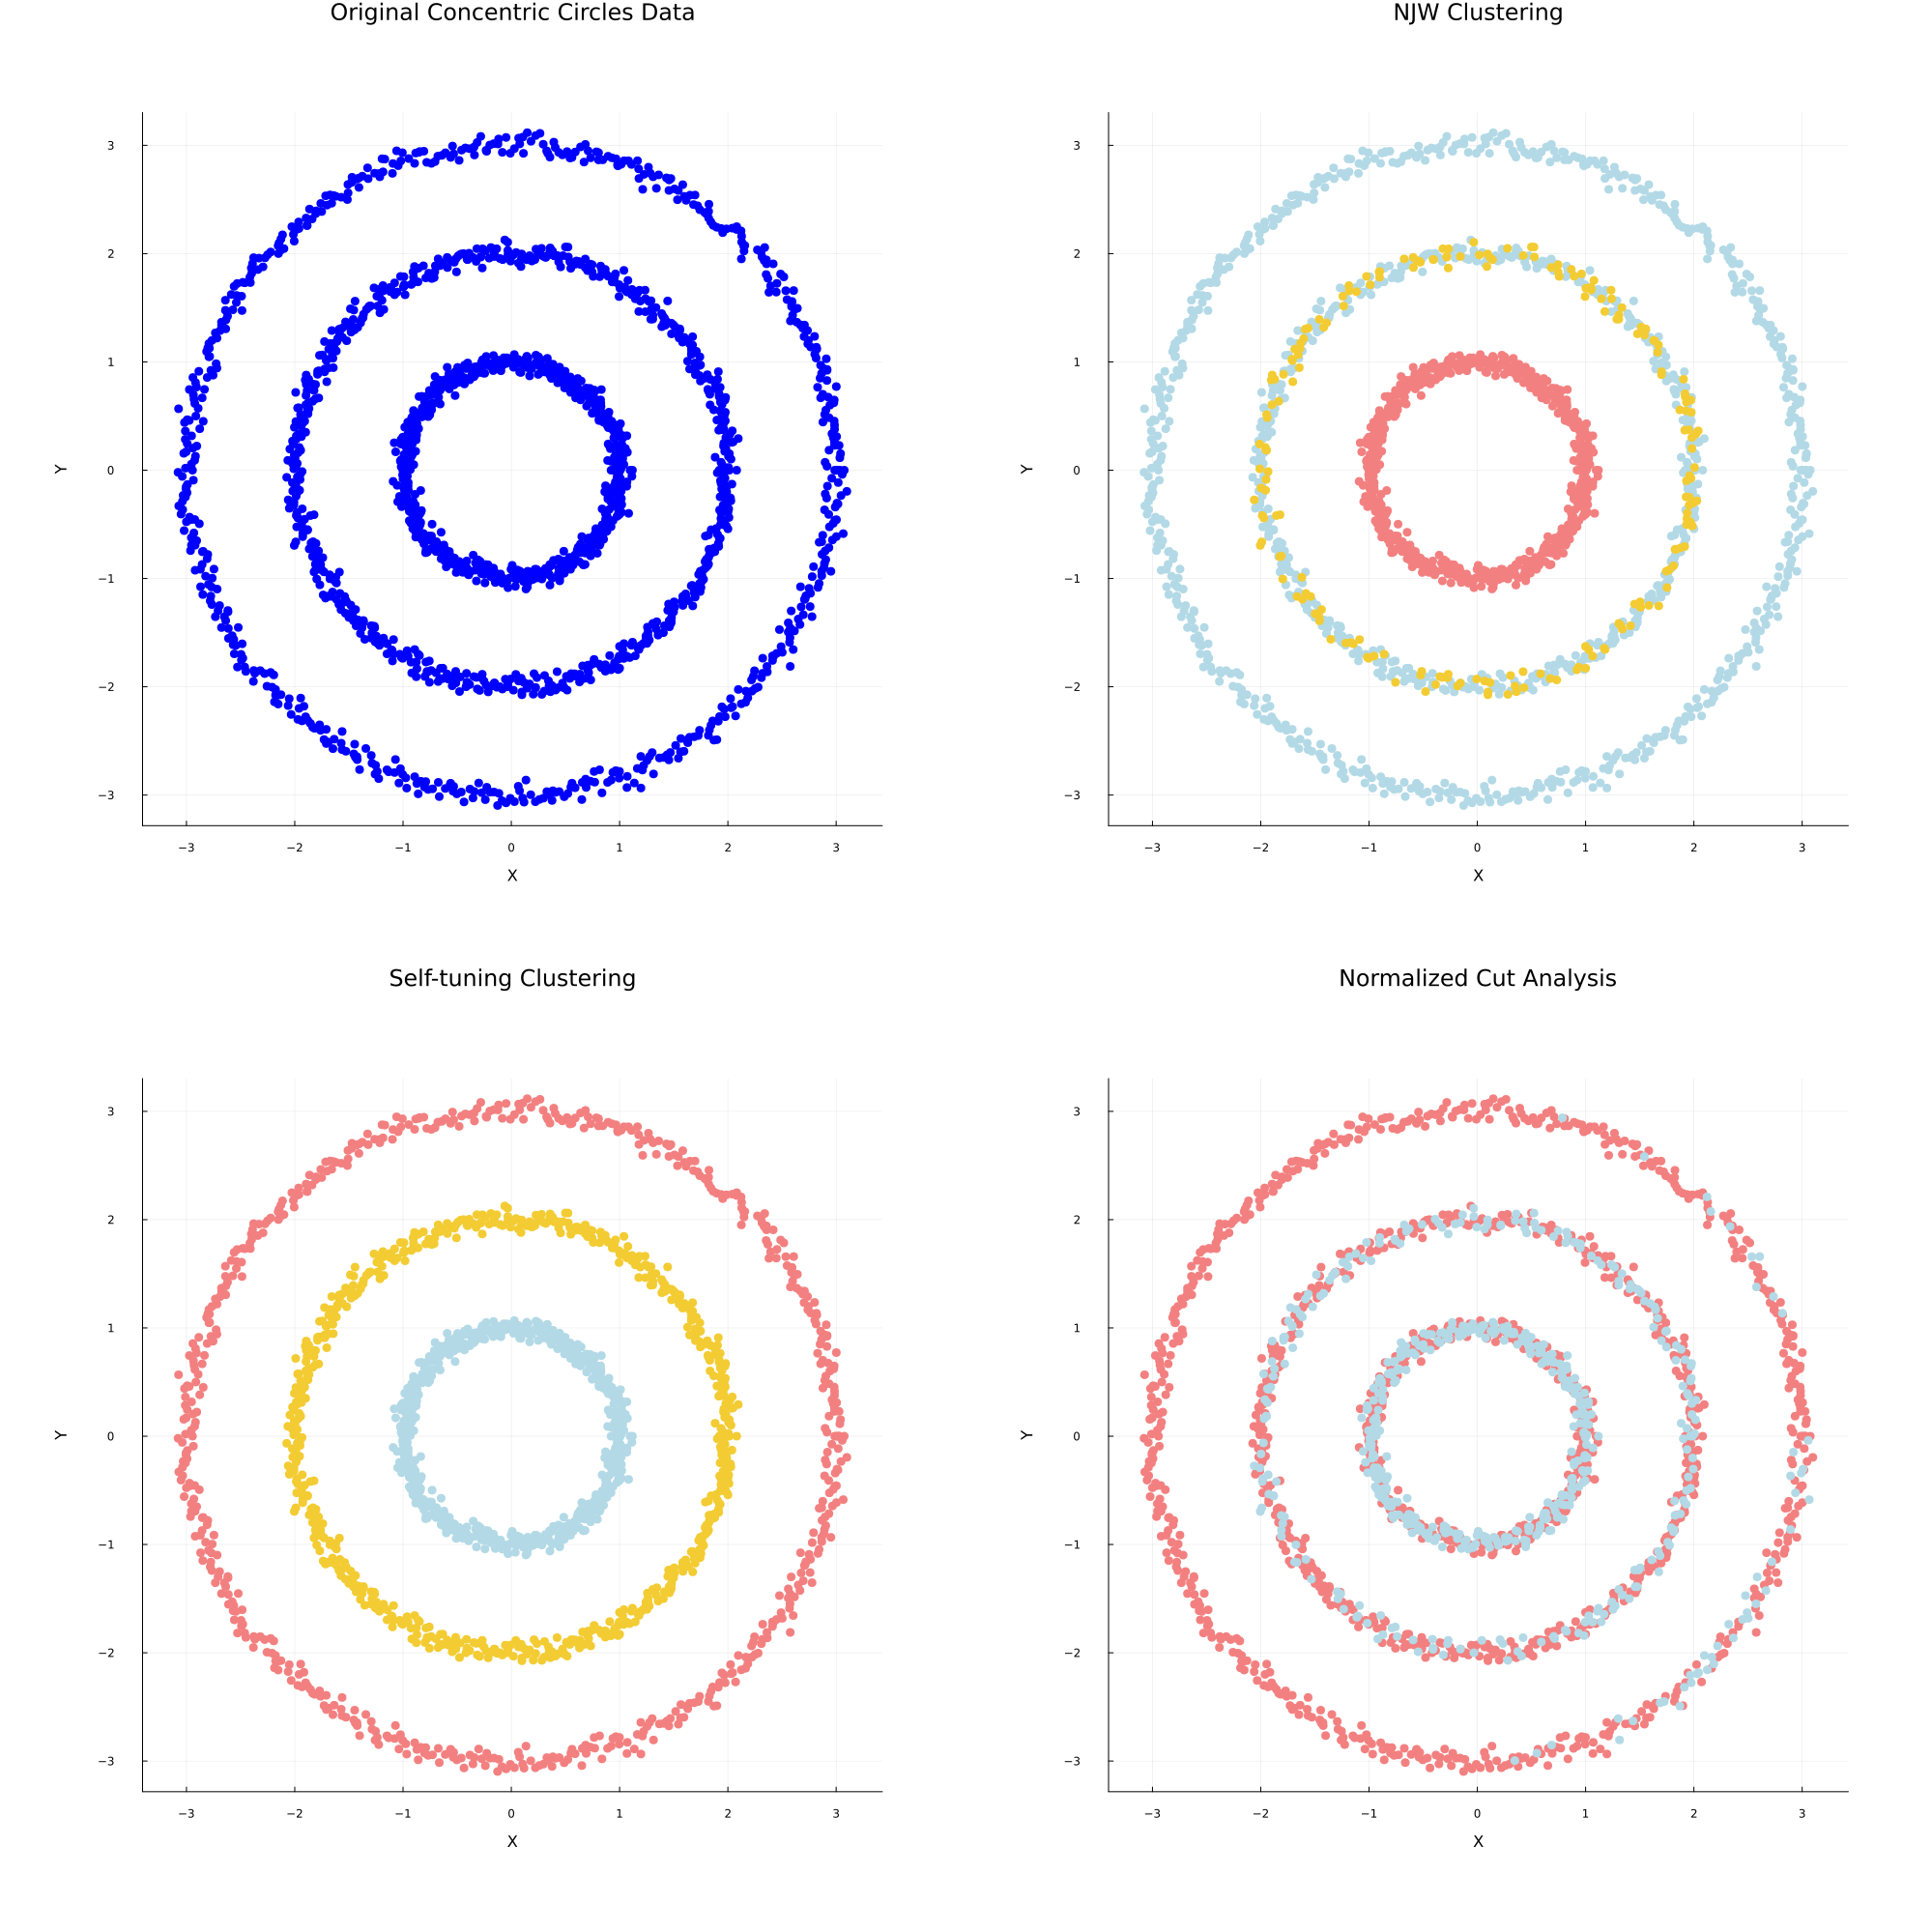 Original Concentric Circles Data
3
2
1
0
−1
−2
−3
Y
−3 −2 −1 0 1 2 3
X
NJW Clustering
3
2
1
0
−1
−2
−3
Y
−3 −2 −1 0 1 2 3
X
Self-tuning Clustering
3
2
1
0
−1
−2
−3
Y
−3 −2 −1 0 1 2 3
X
Normalized Cut Analysis
3
2
1
0
−1
−2
−3
Y
−3 −2 −1 0 1 2 3
X